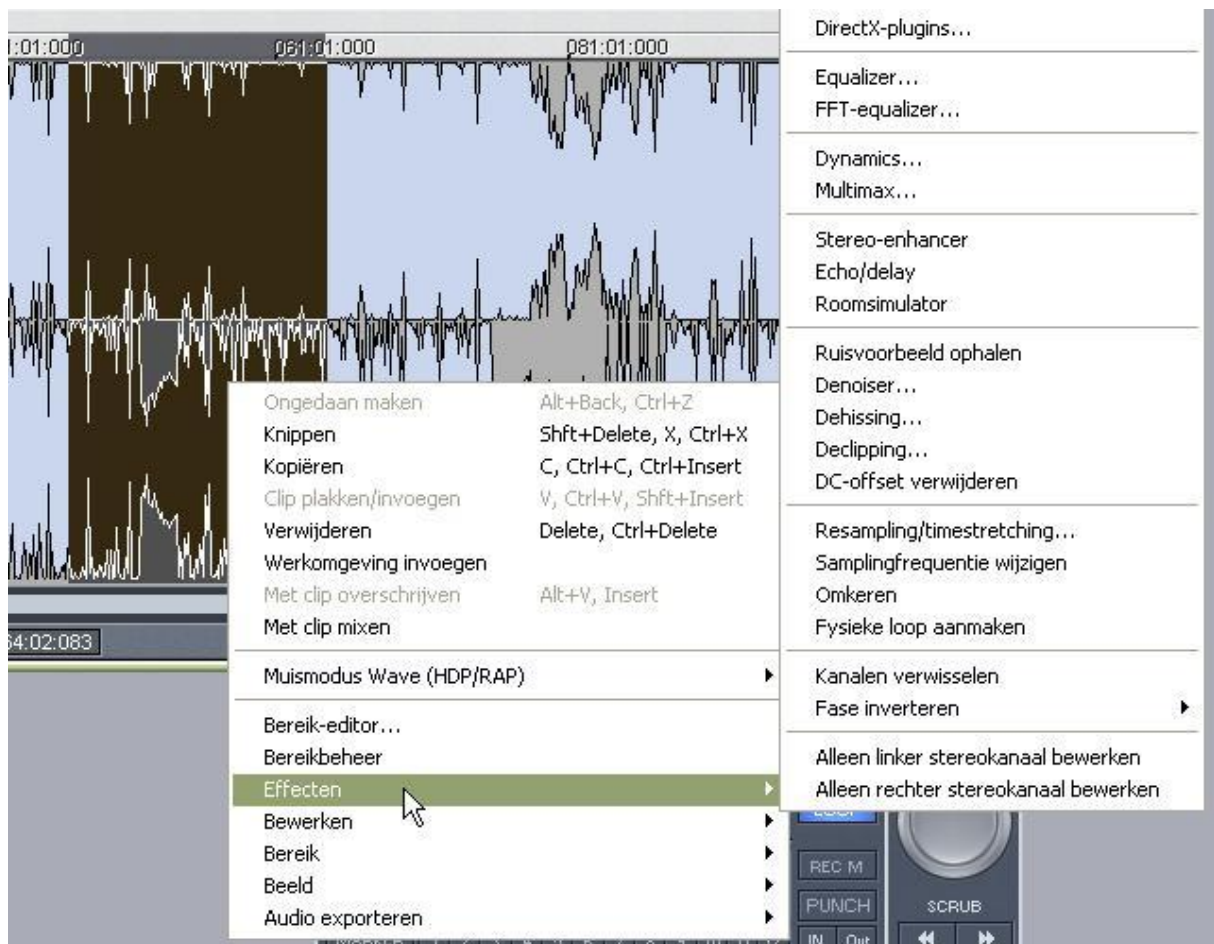 DirectX-plugins...
1:01:000 061:01:000 081:01:000
Equalizer...
FFT-equalizer...
Dynamics...
Multimax...
Stereo-enhancer
Echo/delay
Roomsimulator
Ruisvoorbeeld ophalen
Denoiser...
Dehissing...
Declipping...
DC-offset verwijderen
Resampling/timestretching...
Samplingfrequentie wijzigen
Omkeren
Fysieke loop aanmaken
Kanalen verwisselen
Fase inverteren
Alleen linker stereokanaal bewerken
Alleen rechter stereokanaal bewerken
Ongedaan maken Alt+Back, Ctrl+Z
Knippen Shft+Delete, X, Ctrl+X
Kopiëren C, Ctrl+C, Ctrl+Insert
Clip plakken/invoegen V, Ctrl+V, Shft+Insert
Verwijderen Delete, Ctrl+Delete
Werkomgeving invoegen
Met clip overschrijven Alt+V, Insert
Met clip mixen
64:02:083
Muismodus Wave (HDP/RAP)
Bereik-editor...
Bereikbeheer
Effecten
Bewerken
Bereik
Beeld
Audio exporteren
REC M
PUNCH
SCRUB
IN Out